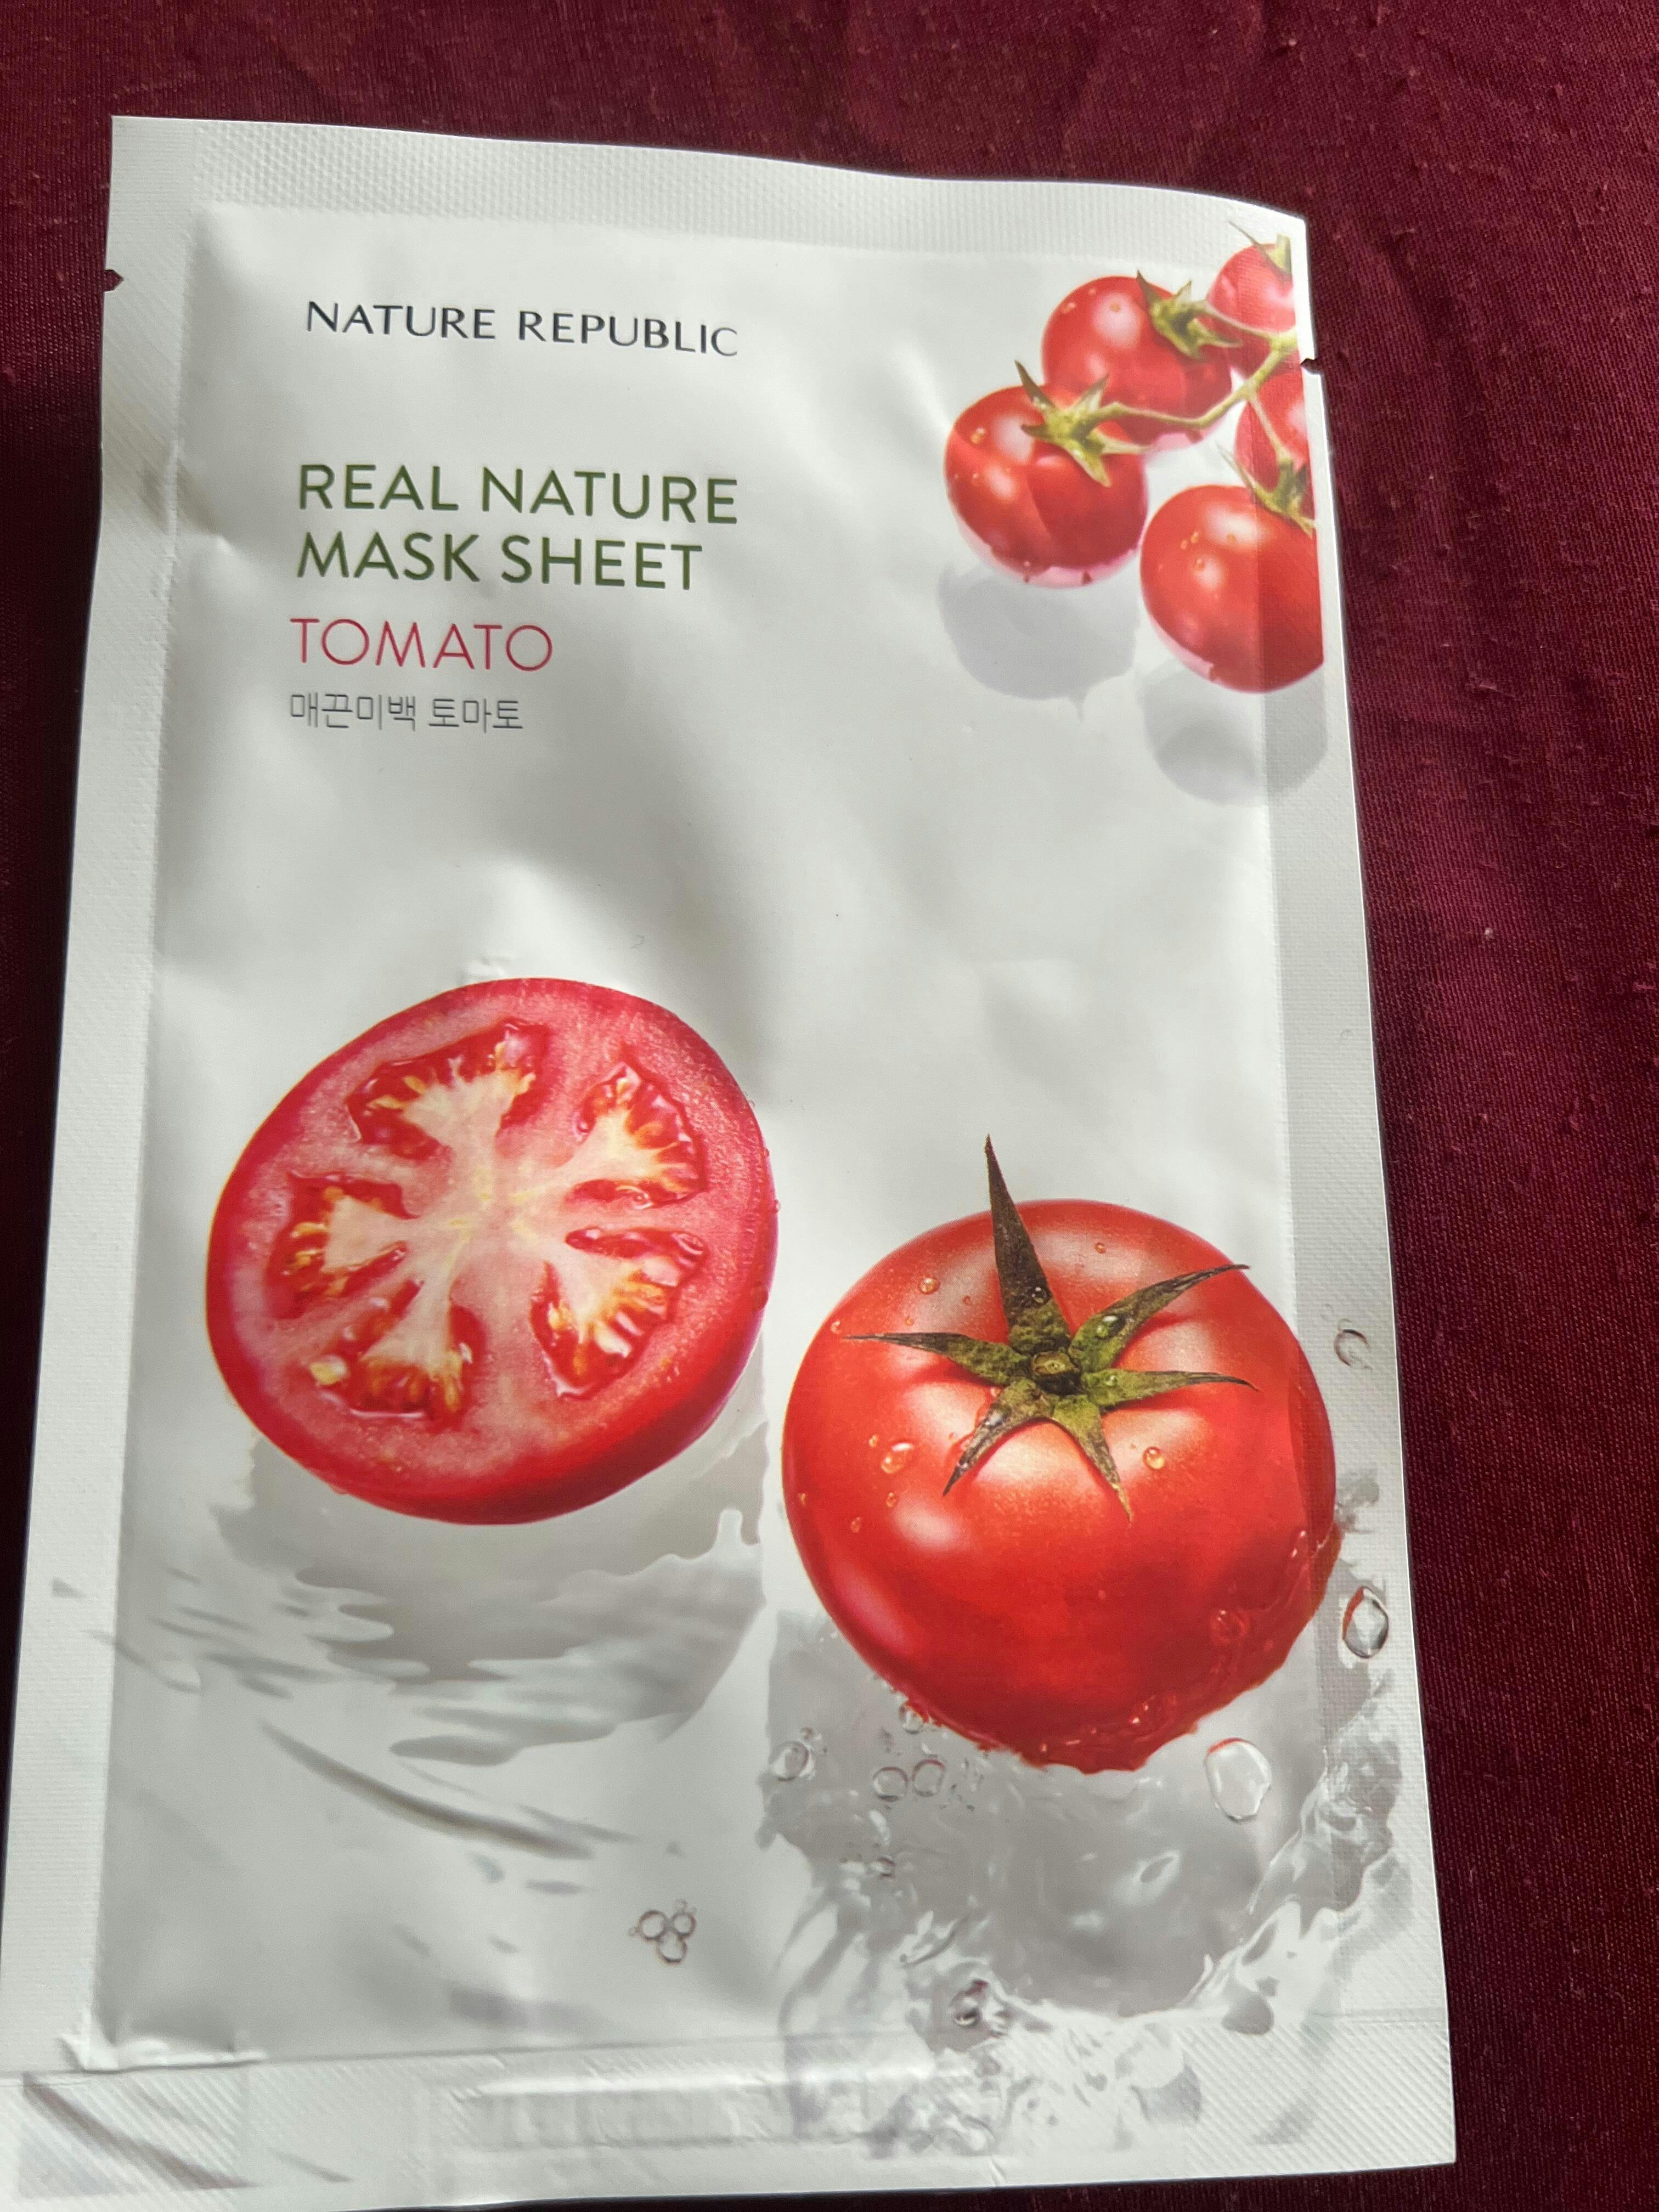 NATURE REPUBLIC
REAL NATURE
MASK SHEET
TOMATO
매끈미백 토마토